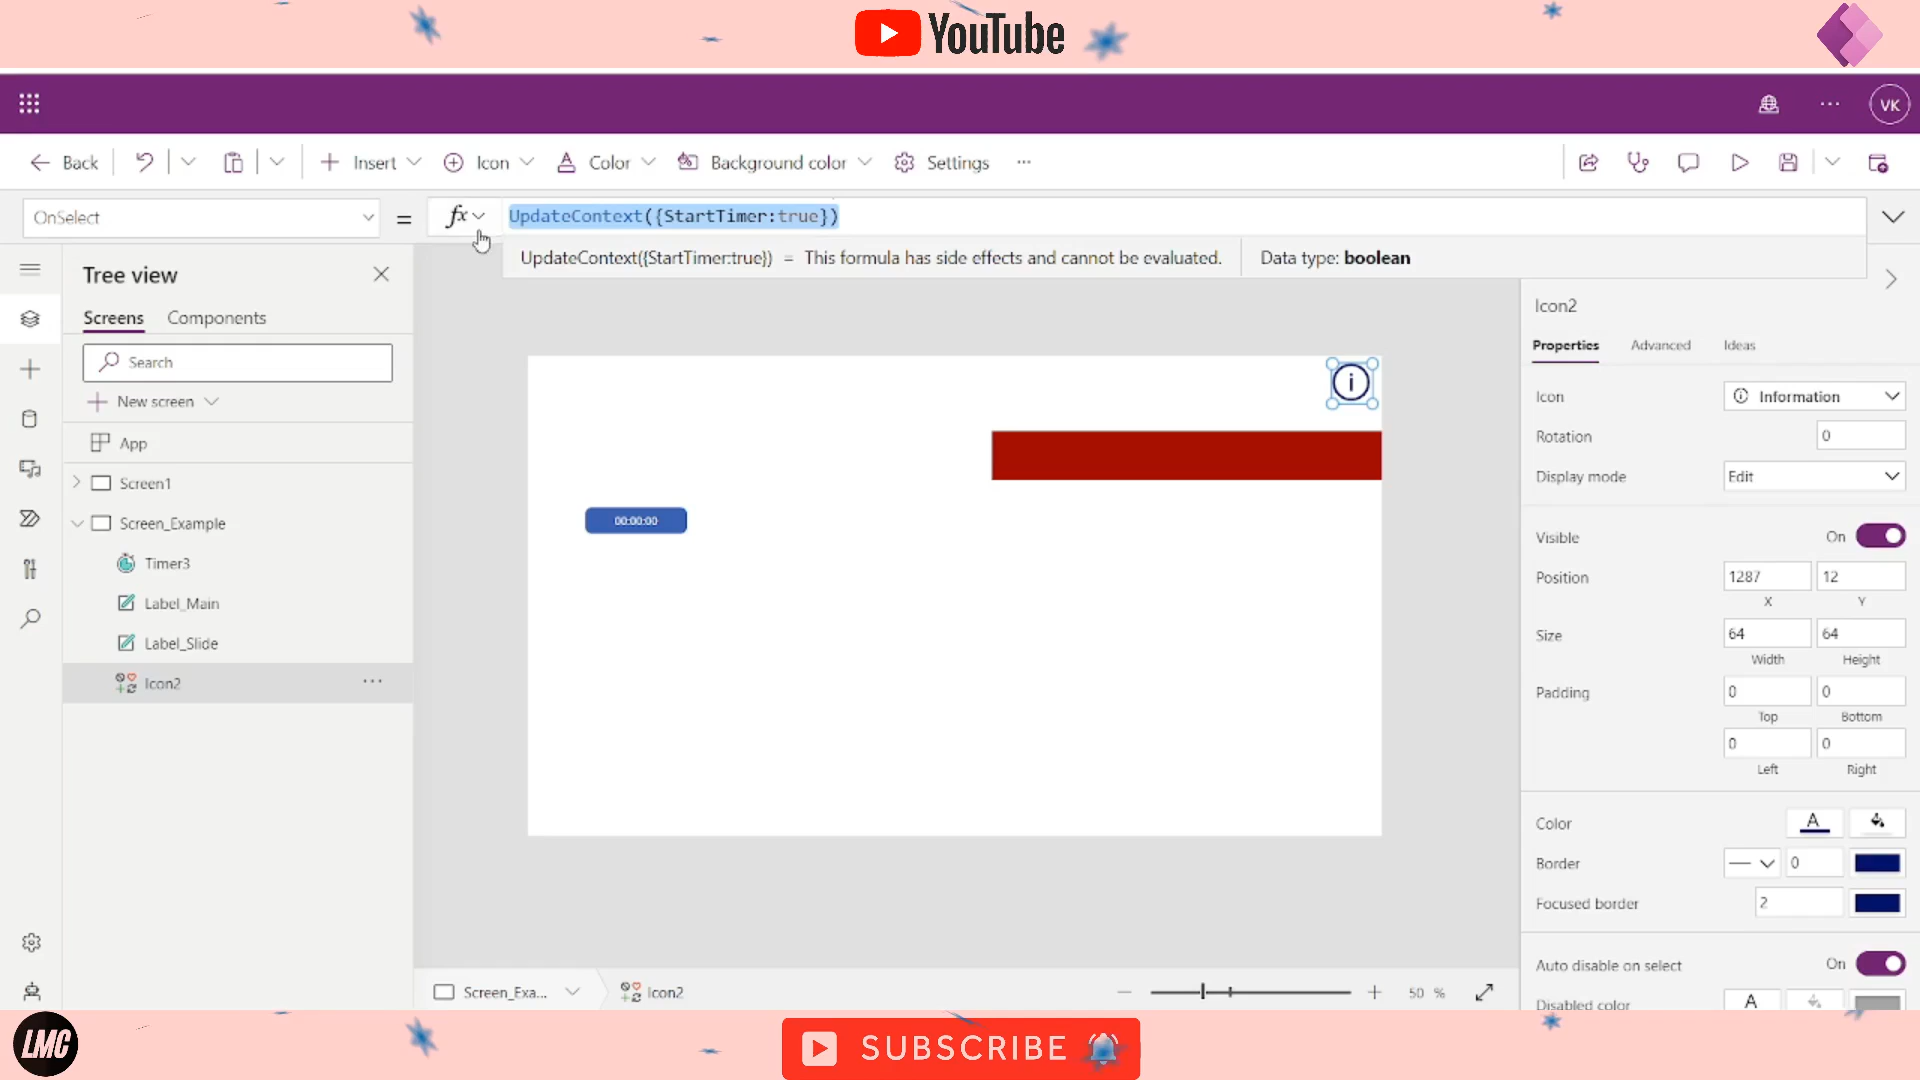 YouTube
VK
Back
Insert
Icon
Color
Background color
Settings
OnSelect
=
fx
UpdateContext({StartTimer:true})
UpdateContext({StartTimer:true}) = This formula has side effects and cannot be evaluated.
Data type: boolean
Tree view
Screens
Components
Search
New screen
App
Screen1
Screen_Example
Timer3
Label_Main
Label_Slide
Icon2
00:00:00
Icon2
Properties
Advanced
Ideas
Icon
Information
Rotation
0
Display mode
Edit
Visible
On
Position
1287
12
X
Y
Size
64
64
Width
Height
Padding
0
0
Top
Bottom
0
0
Left
Right
Color
Border
0
Focused border
2
Auto disable on select
On
Disabled color
Screen_Exa...
Icon2
50 %
LMC
SUBSCRIBE